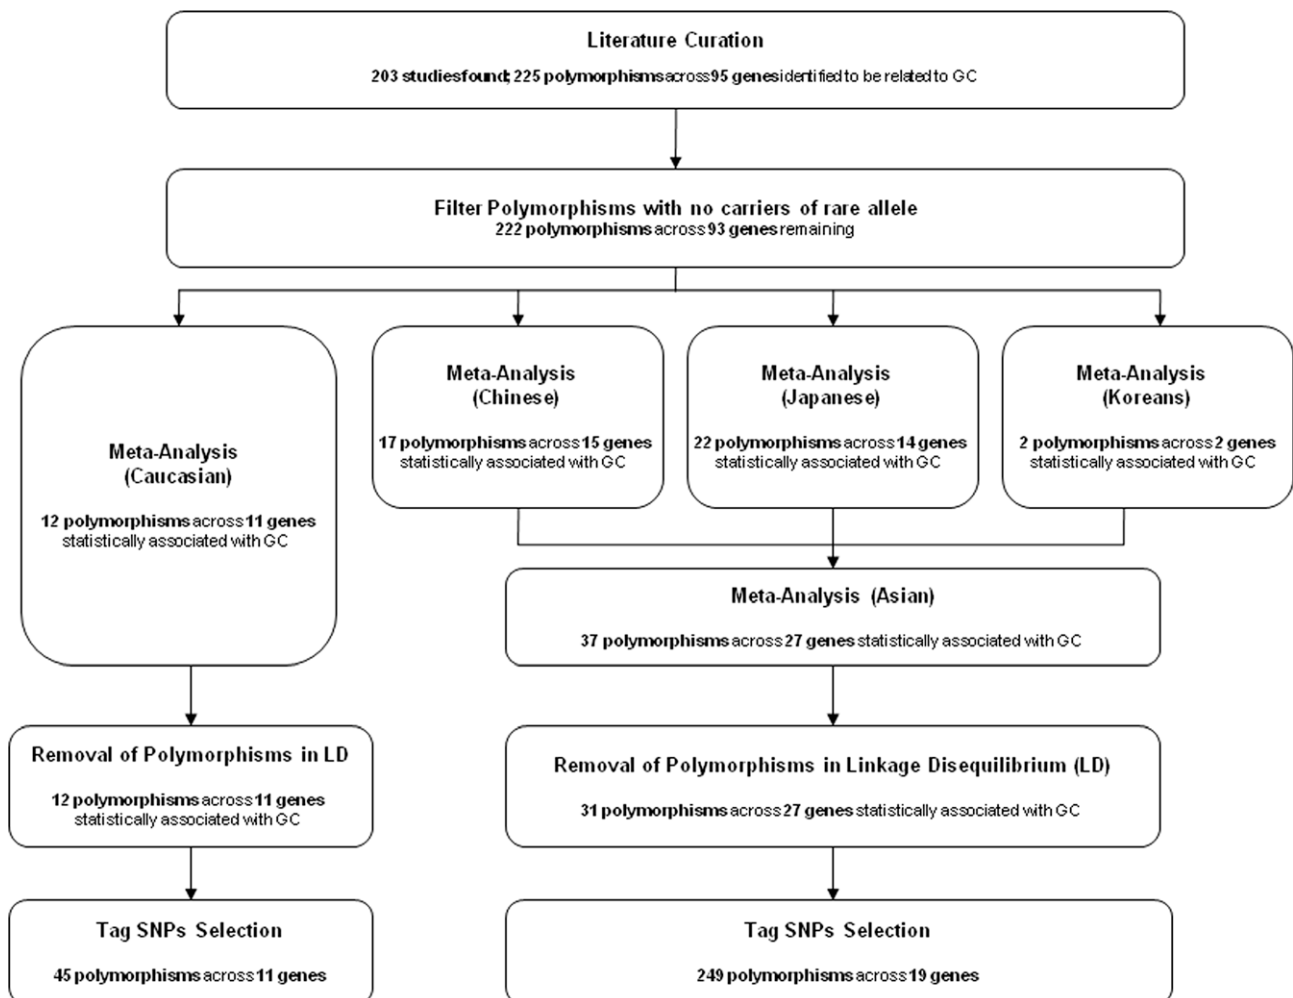 Literature Curation
203 studiesfound; 225 polymorphisms across 95 genes identified to be related to GC
Filter Polymorphisms with no carriers of rare allele
222 polymorphisms across 93 genes remaining
Meta-Analysis
(Caucasian)
12 polymorphisms across 11 genes
statistically associated with GC
Meta-Analysis
(Chinese)
17 polymorphisms across 15 genes
statistically associated with GC
Meta-Analysis
(Japanese)
22 polymorphisms across 14 genes
statistically associated with GC
Meta-Analysis
(Koreans)
2 polymorphisms across 2 genes
statistically associated with GC
Meta-Analysis (Asian)
37 polymorphisms across 27 genes statistically associated with GC
Removal of Polymorphisms in LD
12 polymorphisms across 11 genes
statistically associated with GC
Removal of Polymorphisms in Linkage Disequilibrium (LD)
31 polymorphisms across 27 genes statistically associated with GC
Tag SNPs Selection
45 polymorphisms across 11 genes
Tag SNPs Selection
249 polymorphisms across 19 genes